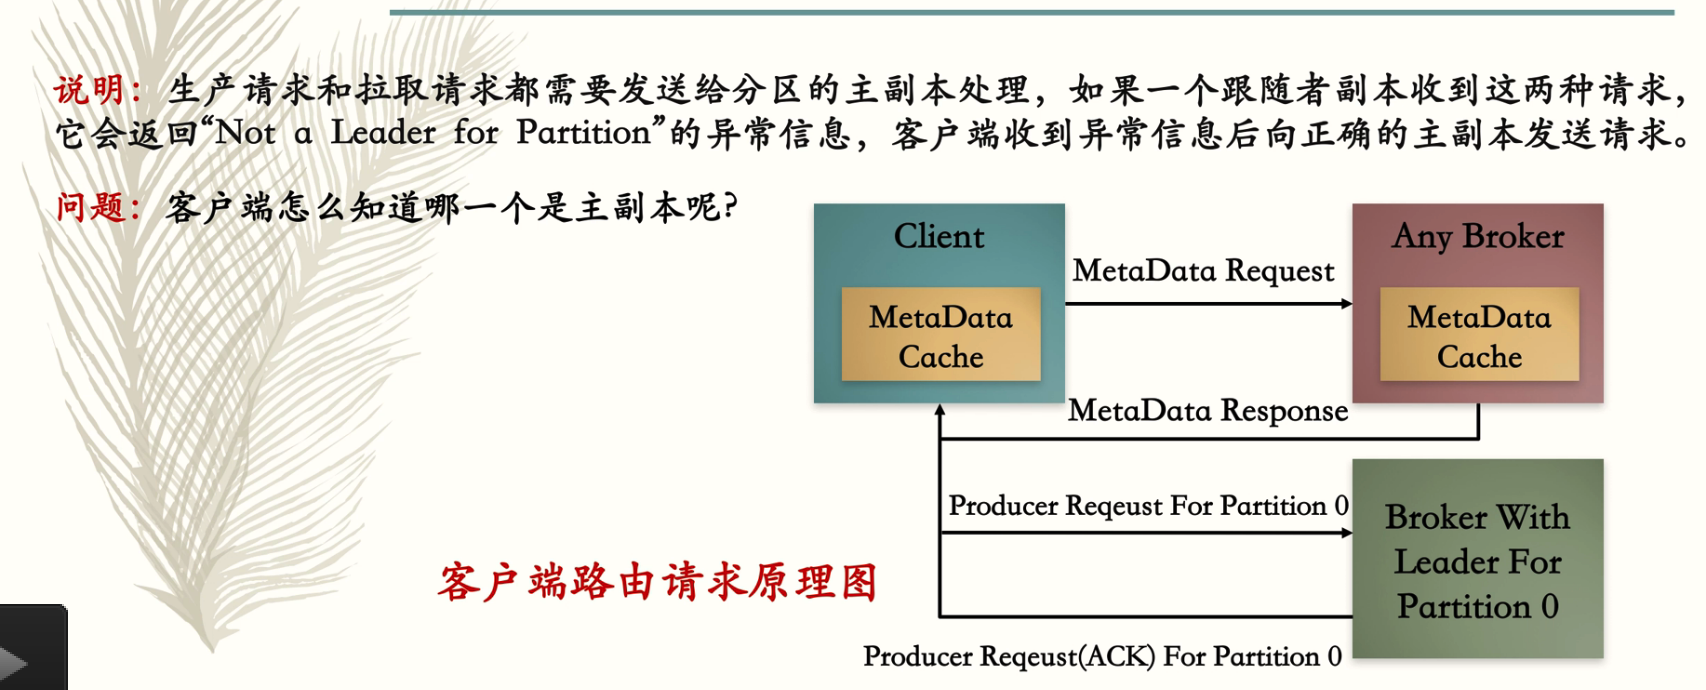 说明：生产请求和拉取请求都需要发送给分区的主副本处理，如果一个跟随者副本收到这两种请求，
它会返回“Not a Leader for Partition”的异常信息，客户端收到异常信息后向正确的主副本发送请求。
问题：客户端怎么知道哪一个是主副本呢?
Client
Any Broker
MetaData Request
MetaData
Cache
MetaData
Cache
MetaData Response
Producer Reqeust For Partition 0
Broker With
Leader For
Partition 0
客户端路由请求原理图
Producer Reqeust(ACK) For Partition 0